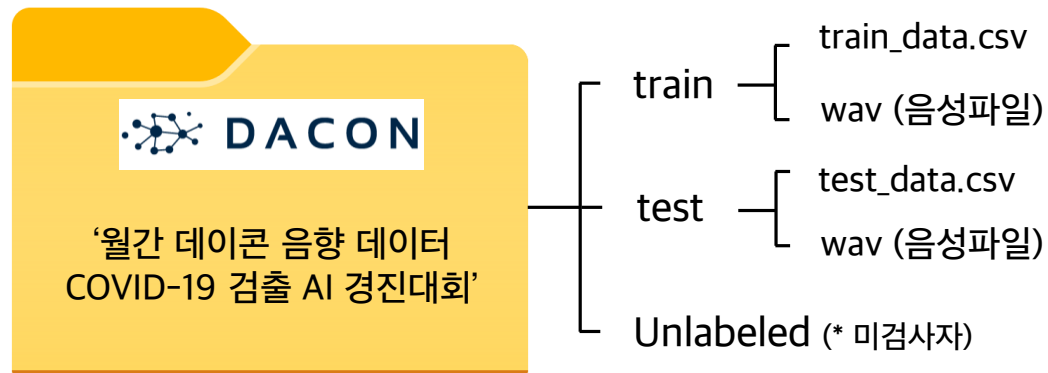 DACON
‘월간 데이콘 음향 데이터
COVID-19 검출 AI 경진대회’
train
train_data.csv
wav (음성파일)
test
test_data.csv
wav (음성파일)
Unlabeled (* 미검사자)